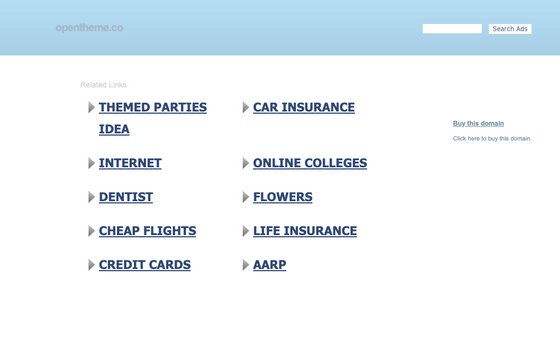 opentheme.co
Search Ads
Related Links
THEMED PARTIES
IDEA
CAR INSURANCE
Buy this domain
Click here to buy this domain.
INTERNET
ONLINE COLLEGES
DENTIST
FLOWERS
CHEAP FLIGHTS
LIFE INSURANCE
CREDIT CARDS
AARP